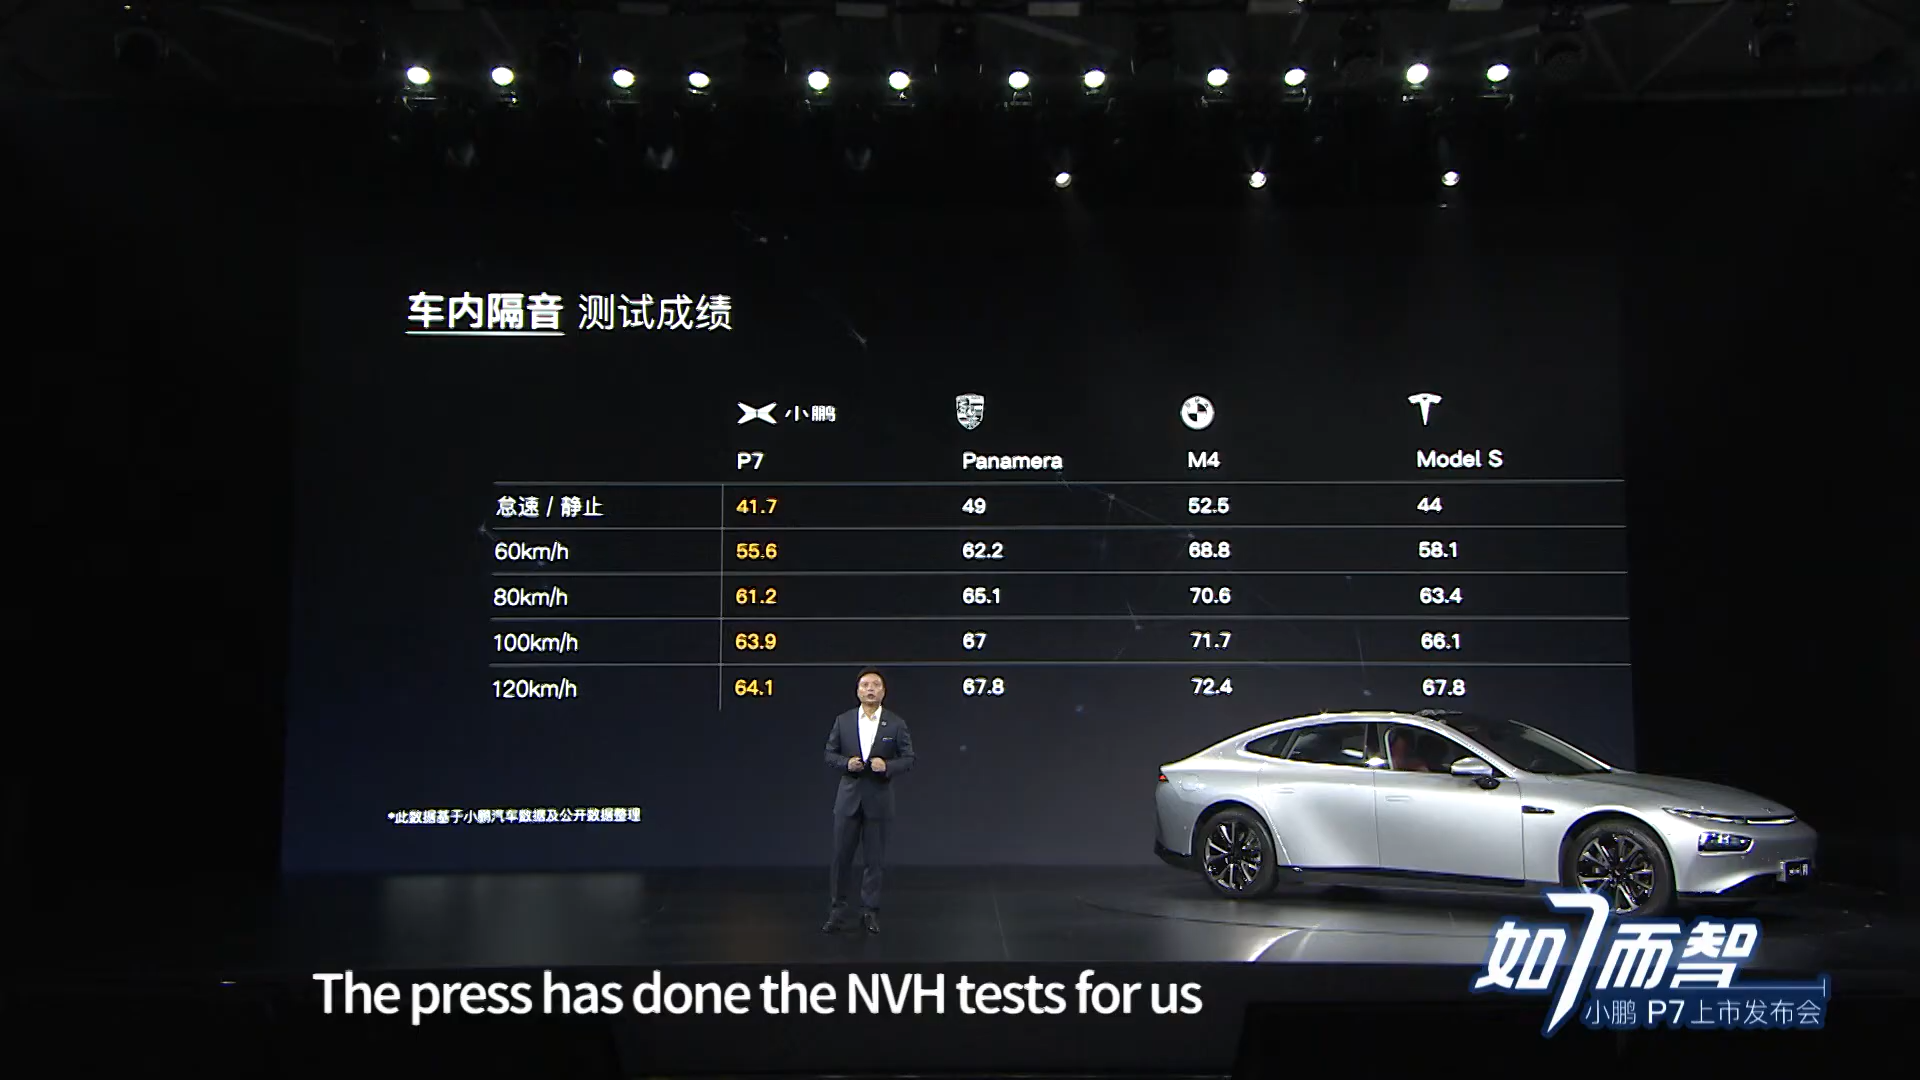 车内隔音 测试成绩
小鹏
P7 Panamera M4 Model S
怠速 / 静止 41.7 49 52.5 44
60km/h 55.6 62.2 68.8 58.1
80km/h 61.2 65.1 70.6 63.4
100km/h 63.9 67 71.7 66.1
120km/h 64.1 67.8 72.4 67.8
*此数据基于小鹏汽车数据及公开数据整理
The press has done the NVH tests for us
如7而智
小鹏 P7上市发布会